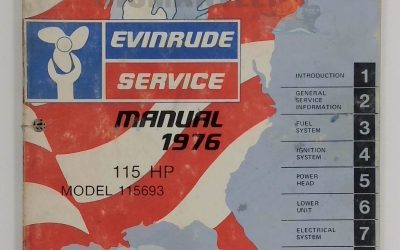 EVINRUDE
SERVICE
MANUAL
1976
115 HP
MODEL 115693
INTRODUCTION 1
GENERAL
SERVICE
INFORMATION 2
FUEL
SYSTEM 3
IGNITION
SYSTEM 4
POWER
HEAD 5
LOWER
UNIT 6
ELECTRICAL
SYSTEM 7